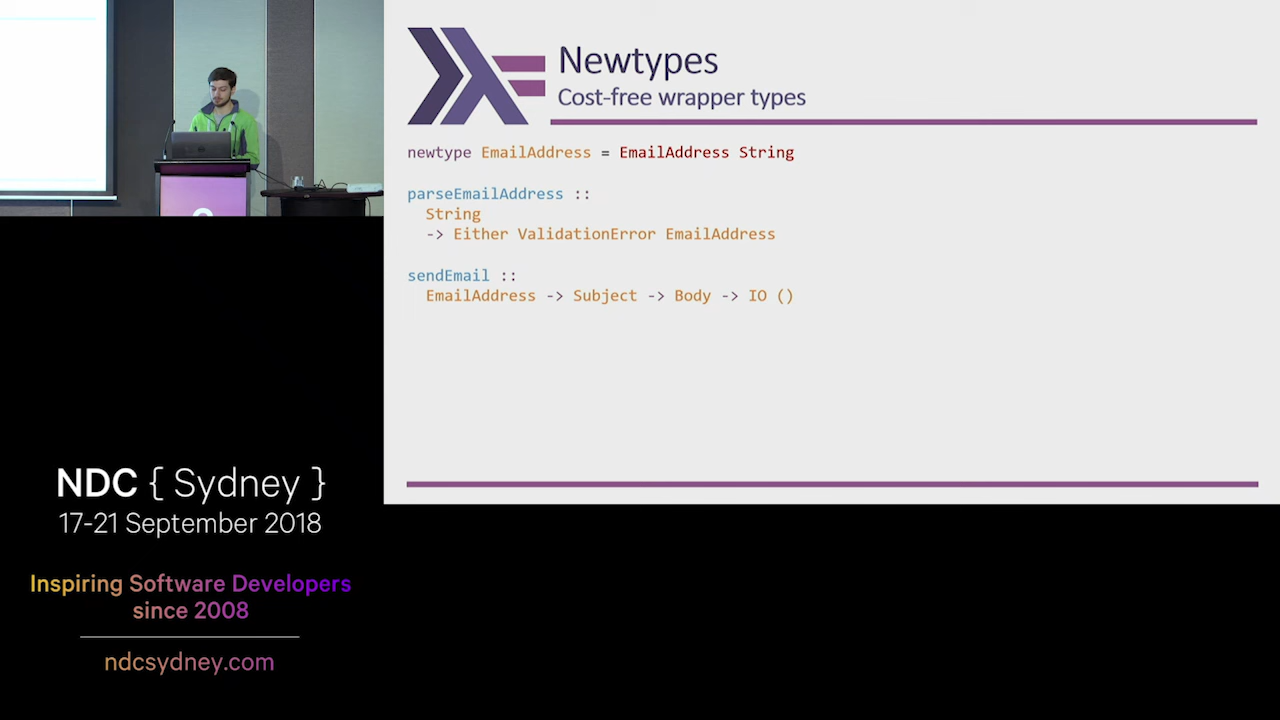 Newtypes
Cost-free wrapper types
newtype EmailAddress = EmailAddress String
parseEmailAddress ::
String
-> Either ValidationError EmailAddress
sendEmail ::
EmailAddress -> Subject -> Body -> IO ()
NDC { Sydney }
17-21 September 2018
Inspiring Software Developers
since 2008
ndcsydney.com